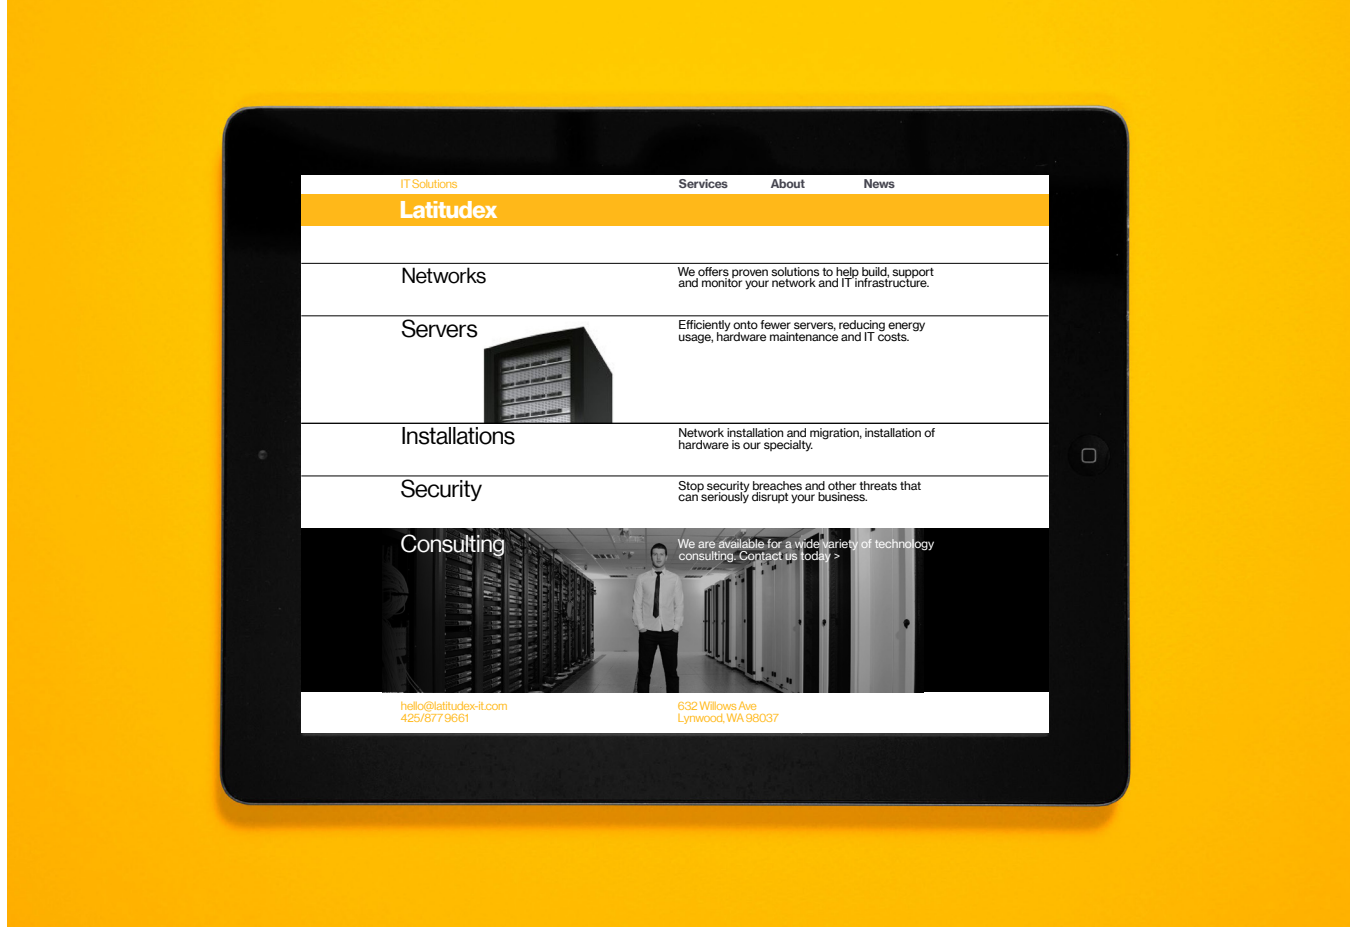 IT Solutions
Services About News
Latitudex
Networks
We offers proven solutions to help build, support
and monitor your network and IT infrastructure.
Servers
Efficiently onto fewer servers, reducing energy
usage, hardware maintenance and IT costs.
Installations
Network installation and migration, installation of
hardware is our specialty.
Security
Stop security breaches and other threats that
can seriously disrupt your business.
Consulting
We are available for a wide variety of technology
consulting. Contact us today >
hello@latitudex-it.com
425/877 9661
632 Willows Ave
Lynwood, WA 98037